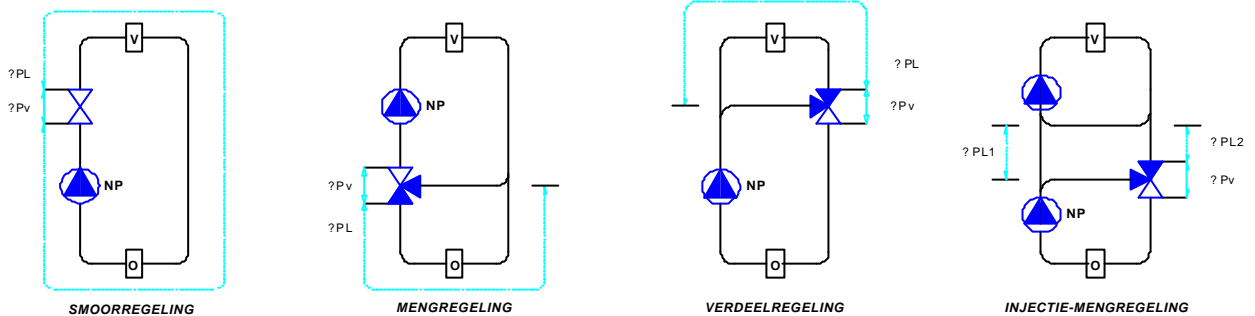 V
?PL
?Pv
NP
O
SMOORREGELING
V
NP
?Pv
?PL
O
MENGREGELING
V
?PL
?Pv
NP
O
VERDEELREGELING
V
?PL1
?PL2
?Pv
NP
O
INJECTIE-MENGREGELING